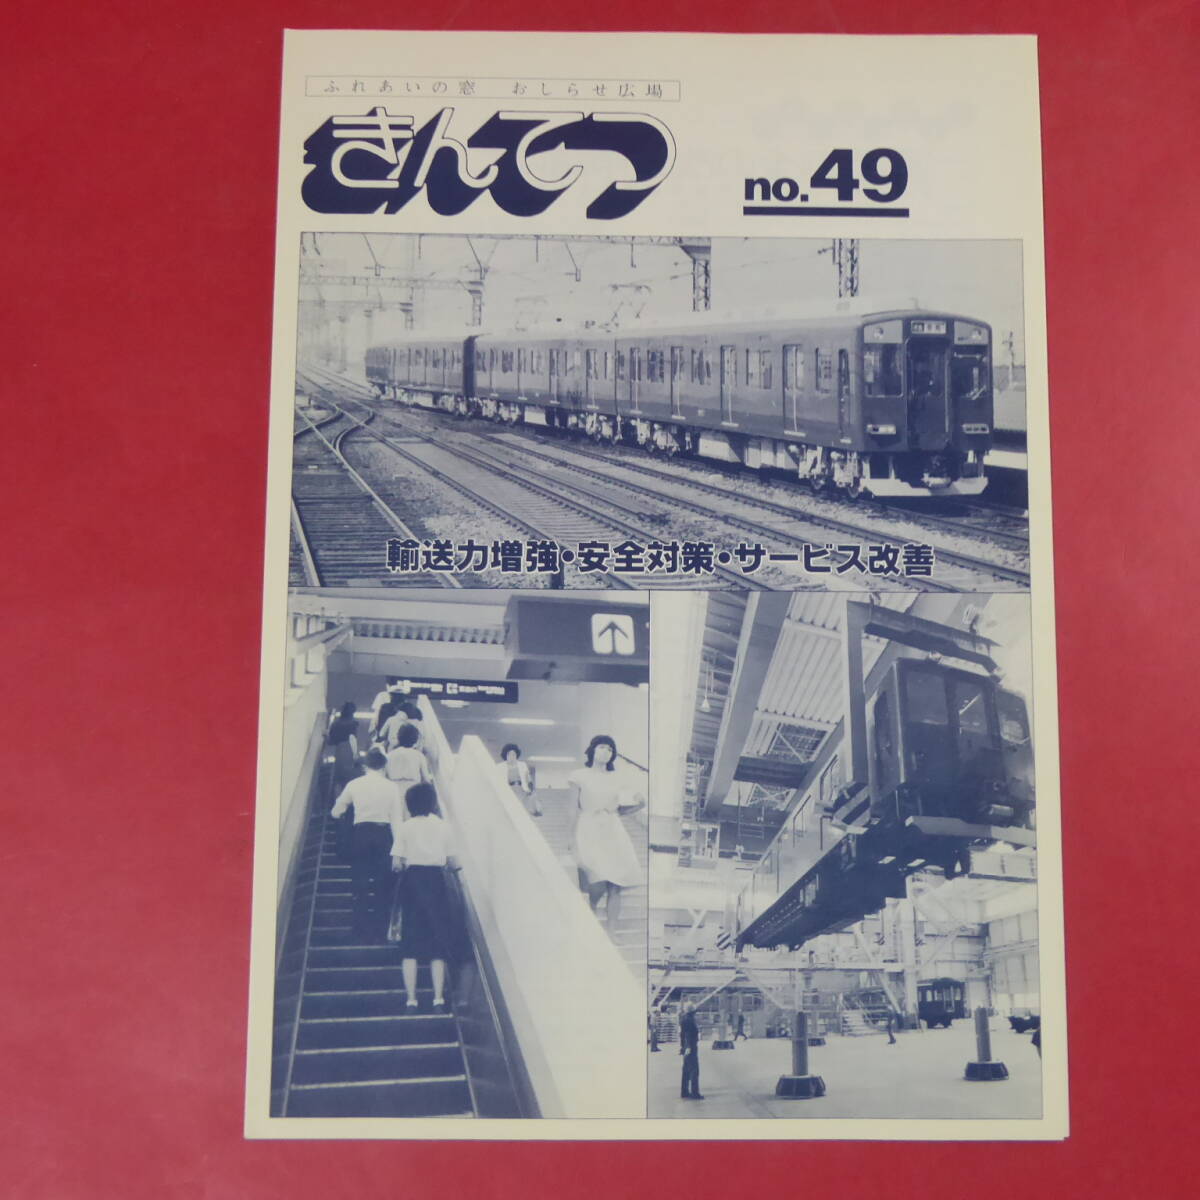 ふれあいの窓　おしらせ広場
きんてつ
no.49
輸送力増強・安全対策・サービス改善